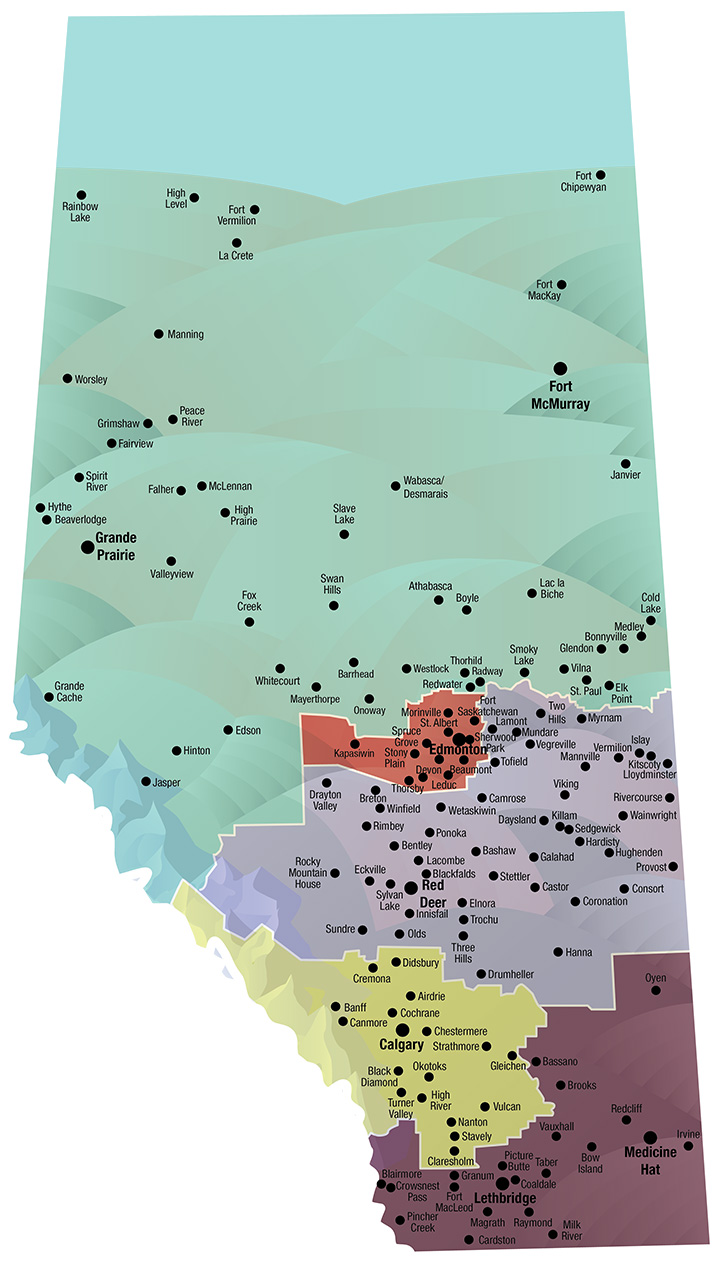 Fort
Chipewyan
Rainbow
Lake
High
Level
Fort
Vermilion
La Crete
Fort
MacKay
Manning
Fort
McMurray
Worsley
Peace
River
Grimshaw
Fairview
Janvier
Spirit
River
Falher
McLennan
Wabasca/
Desmarais
Hythe
Beaverlodge
High
Prairie
Slave
Lake
Grande
Prairie
Valleyview
Swan
Hills
Athabasca
Boyle
Lac la
Biche
Fox
Creek
Cold
Lake
Medley
Bonnyville
Glendon
Whitecourt
Barrhead
Westlock
Thorhild
Radway
Redwater
Smoky
Lake
Vilna
St. Paul
Elk
Point
Mayerthorpe
Onoway
Grande
Cache
Fort
Saskatchewan
Morinville
St. Albert
Lamont
Two
Hills
Myrnam
Edson
Hinton
Jasper
Kapasiwin
Spruce
Grove
Stony
Plain
Edmonton
Sherwood
Park
Mundare
Vegreville
Tofield
Devon
Beaumont
Leduc
Thorsby
Mannville
Vermilion
Islay
Kitscoty
Lloydminster
Drayton
Valley
Breton
Winfield
Wetaskiwin
Camrose
Viking
Rivercourse
Wainwright
Rimbey
Ponoka
Daysland
Killam
Sedgewick
Hardisty
Hughenden
Bentley
Lacombe
Bashaw
Galahad
Provost
Rocky
Mountain
House
Eckville
Sylvan
Lake
Blackfalds
Red
Deer
Stettler
Castor
Consort
Coronation
Innisfail
Elnora
Trochu
Sundre
Olds
Three
Hills
Hanna
Didsbury
Cremona
Drumheller
Oyen
Airdrie
Banff
Canmore
Cochrane
Calgary
Chestermere
Strathmore
Gleichen
Bassano
Black
Diamond
Okotoks
Brooks
Turner
Valley
High
River
Vulcan
Nanton
Stavely
Claresholm
Vauxhall
Redcliff
Medicine
Hat
Irvine
Bow
Island
Picture
Butte
Taber
Blairmore
Crowsnest
Pass
Granum
Fort
MacLeod
Lethbridge
Coaldale
Pincher
Creek
Magrath
Raymond
Milk
River
Cardston